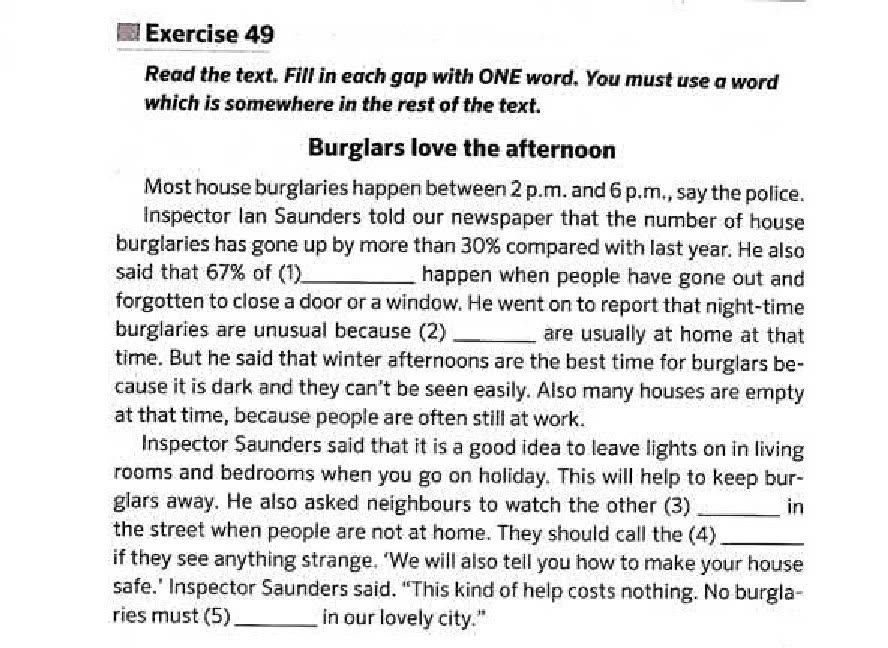 Exercise 49
Read the text. Fill in each gap with ONE word. You must use a word
which is somewhere in the rest of the text.
Burglars love the afternoon
Most house burglaries happen between 2 p.m. and 6 p.m., say the police.
Inspector Ian Saunders told our newspaper that the number of house
burglaries has gone up by more than 30% compared with last year. He also
said that 67% of (1)_________ happen when people have gone out and
forgotten to close a door or a window. He went on to report that night-time
burglaries are unusual because (2) _______ are usually at home at that
time. But he said that winter afternoons are the best time for burglars be-
cause it is dark and they can't be seen easily. Also many houses are empty
at that time, because people are often still at work.
Inspector Saunders said that it is a good idea to leave lights on in living
rooms and bedrooms when you go on holiday. This will help to keep bur-
glars away. He also asked neighbours to watch the other (3) _______ in
the street when people are not at home. They should call the (4) _______
if they see anything strange. 'We will also tell you how to make your house
safe.' Inspector Saunders said. "This kind of help costs nothing. No burgla-
ries must (5) _______ in our lovely city."